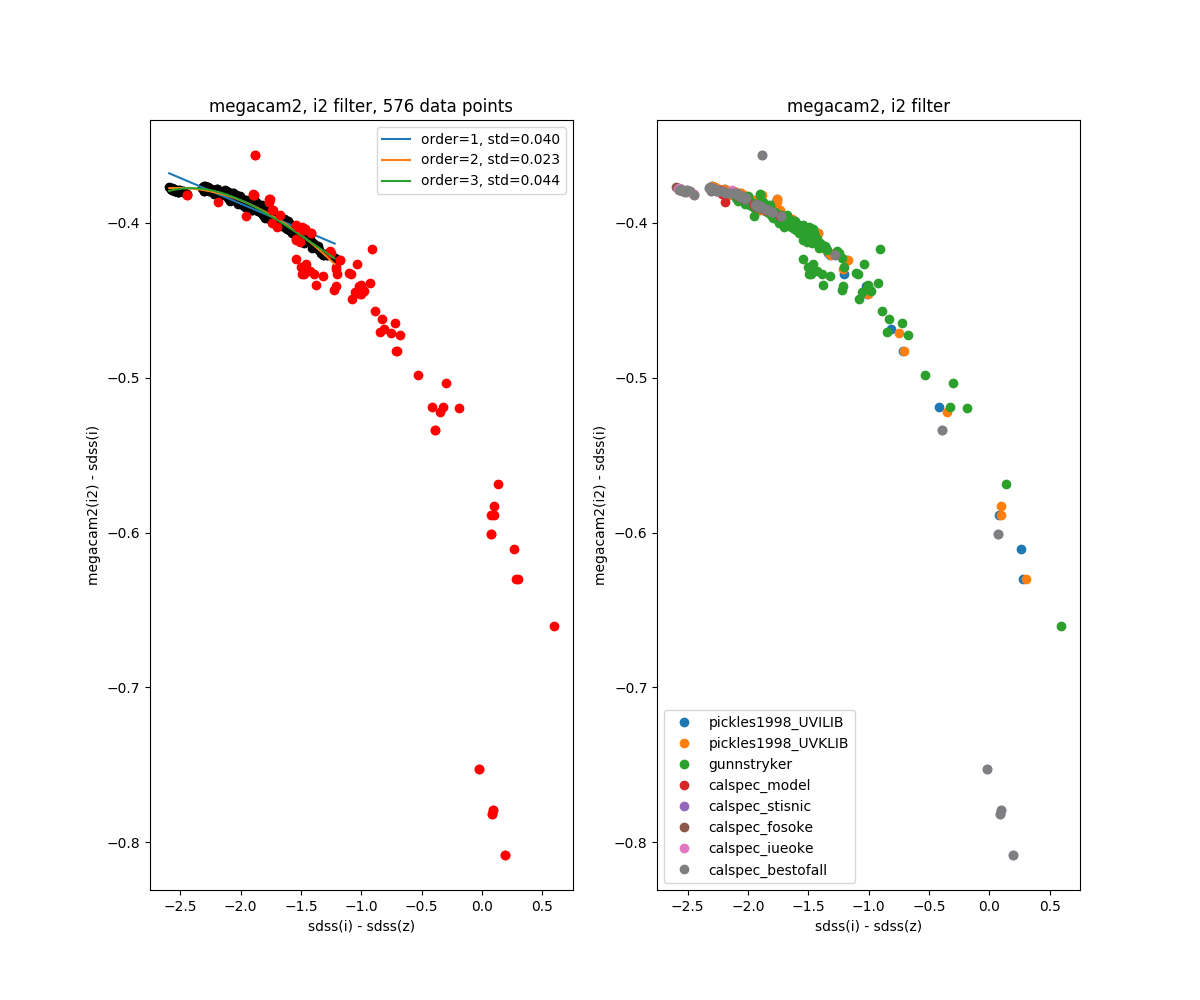 megacam2, i2 filter, 576 data points
order=1, std=0.040
order=2, std=0.023
order=3, std=0.044
−0.4
−0.5
−0.6
−0.7
−0.8
megacam2(i2) - sdss(i)
−2.5 −2.0 −1.5 −1.0 −0.5 0.0 0.5
sdss(i) - sdss(z)
megacam2, i2 filter
−0.4
−0.5
−0.6
−0.7
−0.8
megacam2(i2) - sdss(i)
pickles1998_UVILIB
pickles1998_UVKLIB
gunnstryker
calspec_model
calspec_stisnic
calspec_fosoke
calspec_iueoke
calspec_bestofall
−2.5 −2.0 −1.5 −1.0 −0.5 0.0 0.5
sdss(i) - sdss(z)